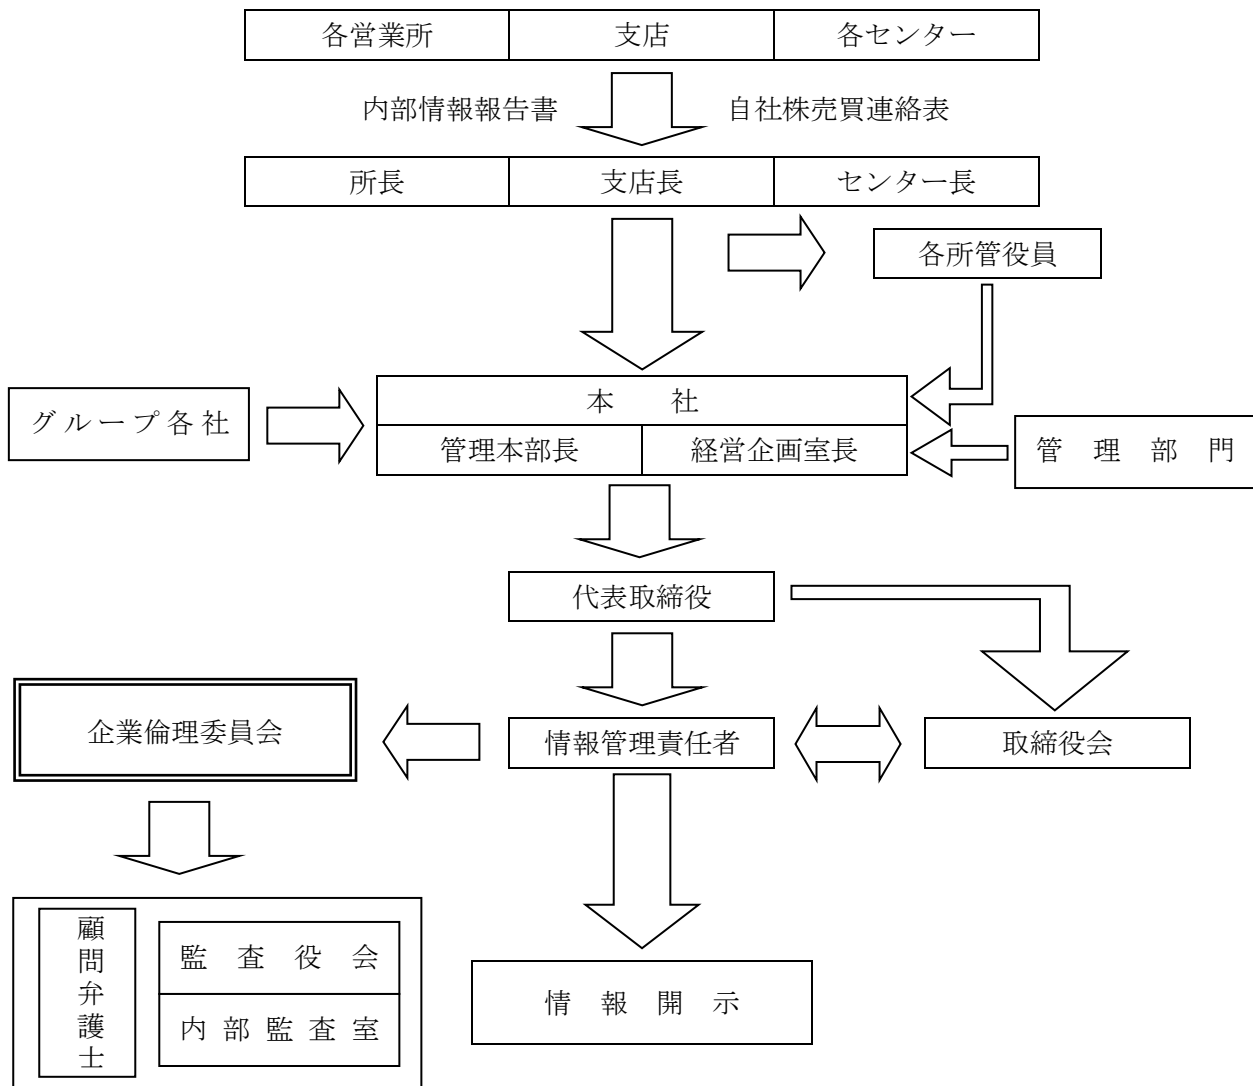 各営業所 支店 各センター
内部情報報告書 自社株売買連絡表
所長 支店長 センター長
各所管役員
本 社
グループ各社
管理本部長 経営企画室長
管理部門
代表取締役
企業倫理委員会
情報管理責任者
取締役会
顧問弁護士
監査役会
内部監査室
情報開示